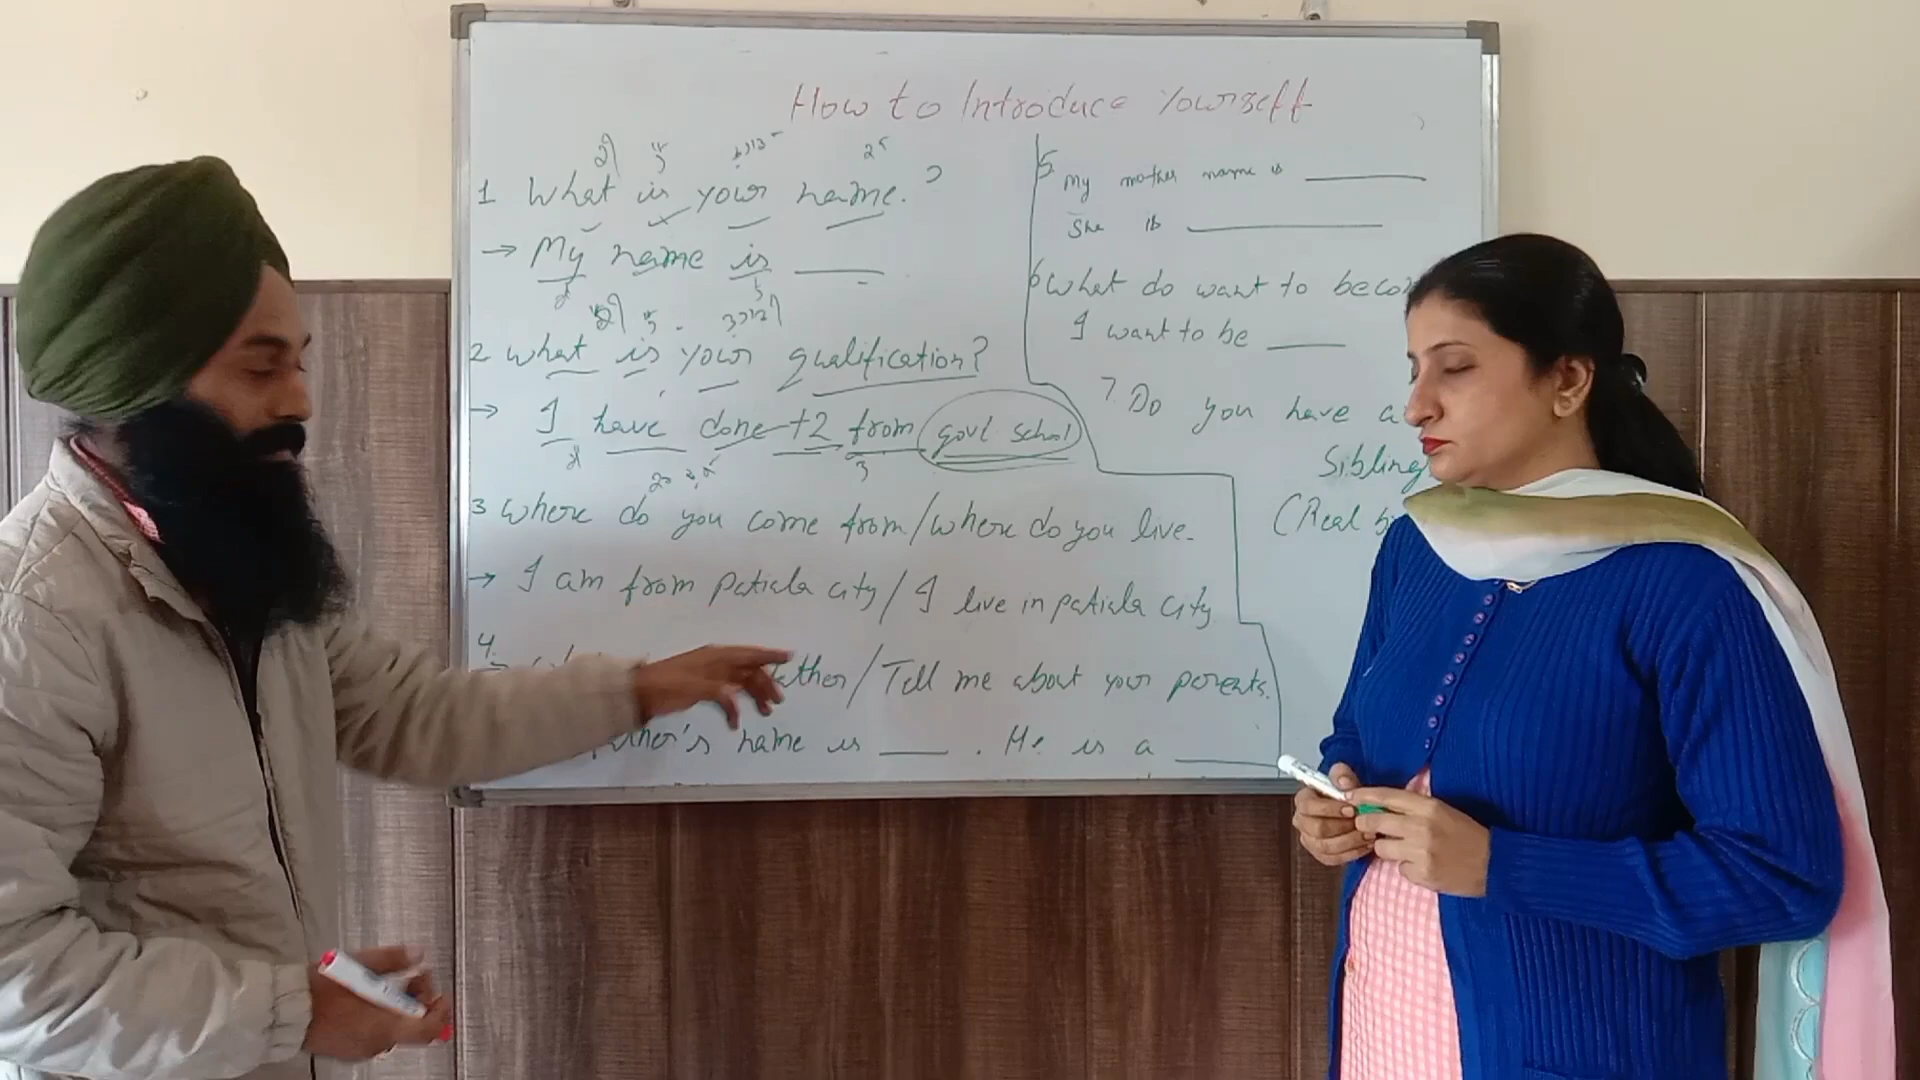 How to Introduce Yourself
1 What is your name. ?
→ My name is ____
2 what is your qualification?
→ I have done +2 from govt school
3 where do you come from/where do you live.
→ I am from patiala city / I live in patiala city
4.
father/Tell me about your parents.
name is ____ . He is a ____
5 My mother name is ____
She is ____
6 what do want to
I want to be ____
7 Do you have a
Sibling
(Real